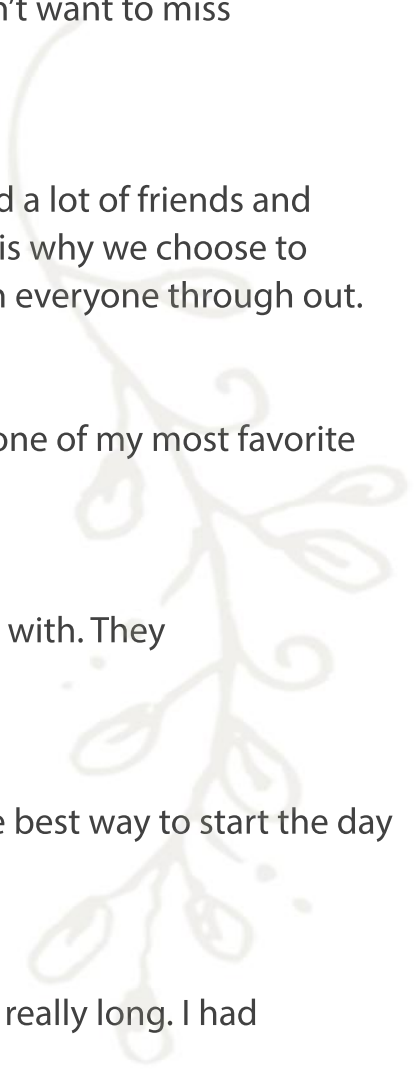 n't want to miss
d a lot of friends and
is why we choose to
n everyone through out.
one of my most favorite
with. They
e best way to start the day
really long. I had